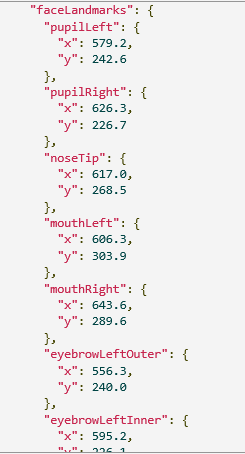 "faceLandmarks": {
"pupilLeft": {
"x": 579.2,
"y": 242.6
},
"pupilRight": {
"x": 626.3,
"y": 226.7
},
"noseTip": {
"x": 617.0,
"y": 268.5
},
"mouthLeft": {
"x": 606.3,
"y": 303.9
},
"mouthRight": {
"x": 643.6,
"y": 289.6
},
"eyebrowLeftOuter": {
"x": 556.3,
"y": 240.0
},
"eyebrowLeftInner": {
"x": 595.2,